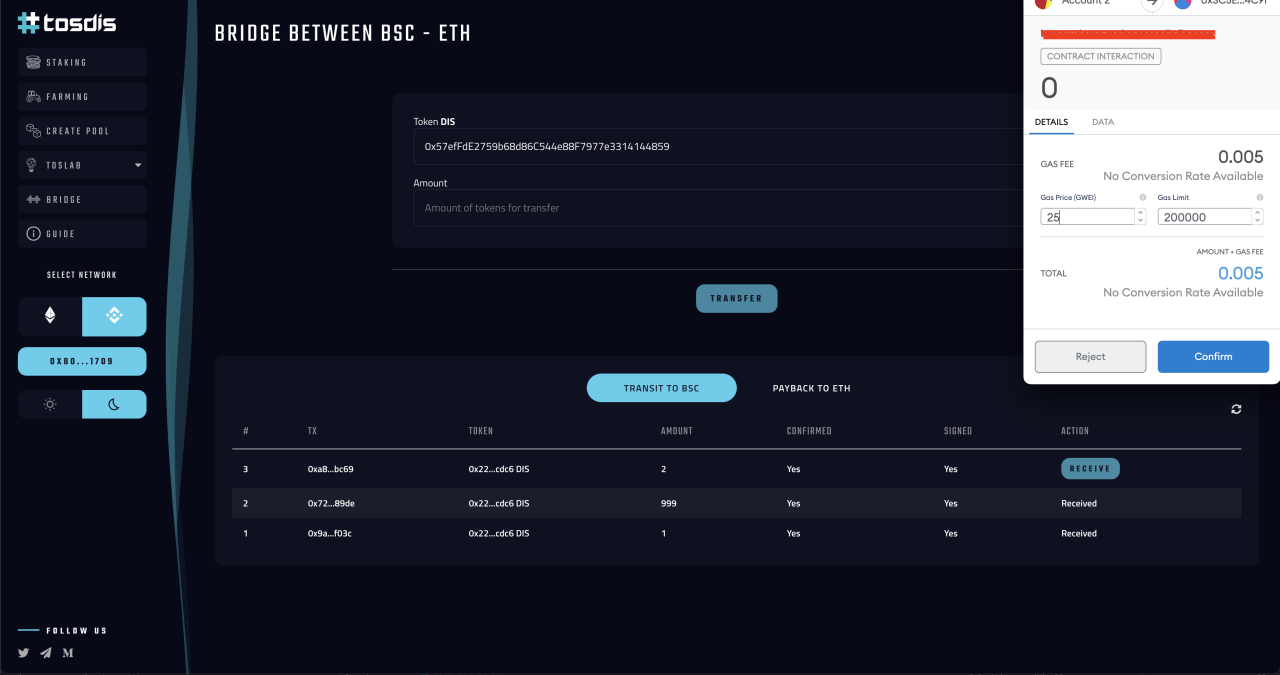 tosdis
STAKING
FARMING
CREATE POOL
TOSLAB
BRIDGE
GUIDE
SELECT NETWORK
0X80...1709
FOLLOW US
BRIDGE BETWEEN BSC - ETH
Token DIS
0x57efFdE2759b68d86C544e88F7977e3314144859
Amount
Amount of tokens for transfer
TRANSFER
TRANSIT TO BSC PAYBACK TO ETH
# TX TOKEN AMOUNT CONFIRMED SIGNED ACTION
3 0xa8...bc69 0x22...cdc6 DIS 2 Yes Yes RECEIVE
2 0x72...89de 0x22...cdc6 DIS 999 Yes Yes Received
1 0x9a...f03c 0x22...cdc6 DIS 1 Yes Yes Received
Account 2
CONTRACT INTERACTION
0
DETAILS DATA
GAS FEE 0.005
No Conversion Rate Available
Gas Price (GWEI) Gas Limit
25 200000
AMOUNT + GAS FEE
TOTAL 0.005
No Conversion Rate Available
Reject Confirm